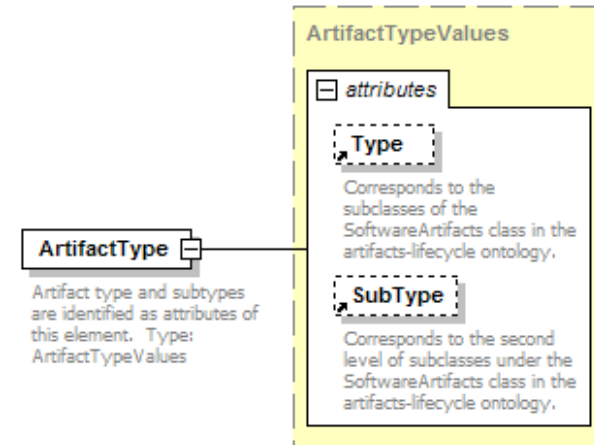 ArtifactTypeValues
attributes
Type
Corresponds to the
subclasses of the
SoftwareArtifacts class in the
artifacts-lifecycle ontology.
ArtifactType
Artifact type and subtypes
are identified as attributes of
this element.  Type:
ArtifactTypeValues
SubType
Corresponds to the second
level of subclasses under the
SoftwareArtifacts class in the
artifacts-lifecycle ontology.